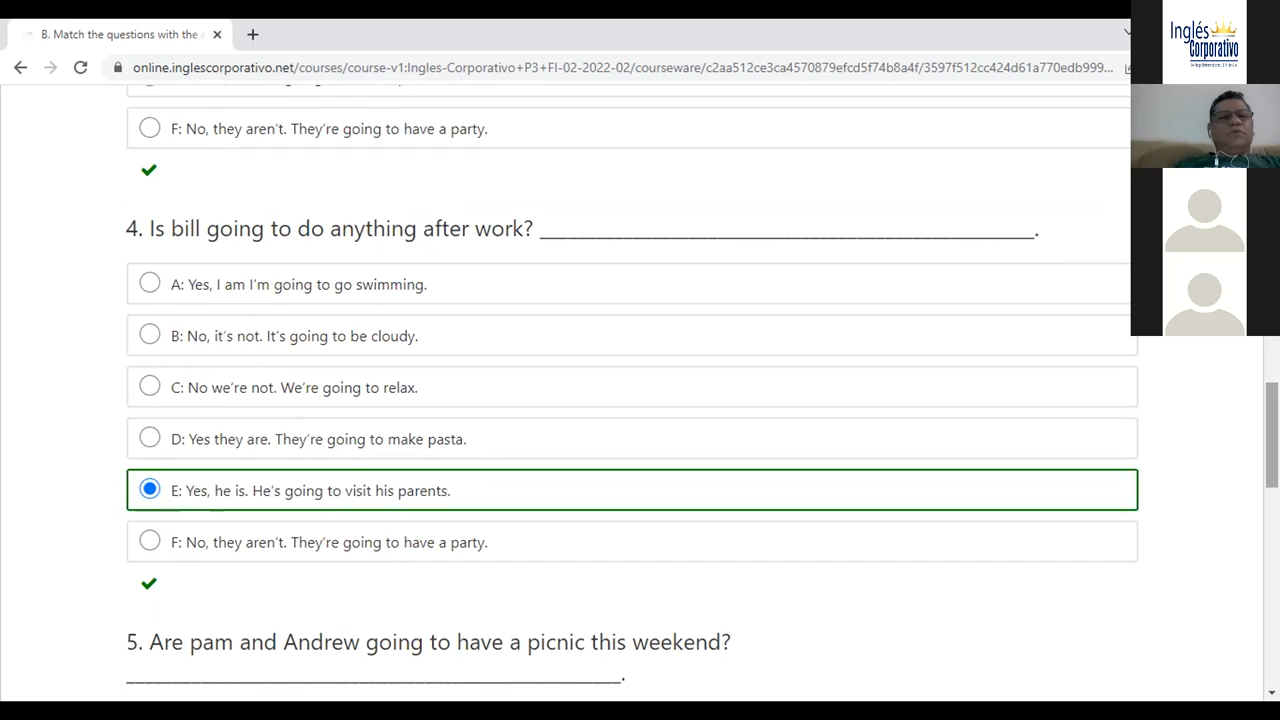 B. Match the questions with the
online.inglescorporativo.net/courses/course-v1:Ingles-Corporativo+P3+FI-02-2022-02/courseware/c2aa512ce3ca4570879efcd5f74b8a4f/3597f512cc424d61a770edb999...
Inglés
Corporativo
F: No, they aren't. They're going to have a party.
4. Is bill going to do anything after work? ______________________________________________________.
A: Yes, I am I'm going to go swimming.
B: No, it's not. It's going to be cloudy.
C: No we're not. We're going to relax.
D: Yes they are. They're going to make pasta.
E: Yes, he is. He's going to visit his parents.
F: No, they aren't. They're going to have a party.
5. Are pam and Andrew going to have a picnic this weekend?
______________________________________________________.